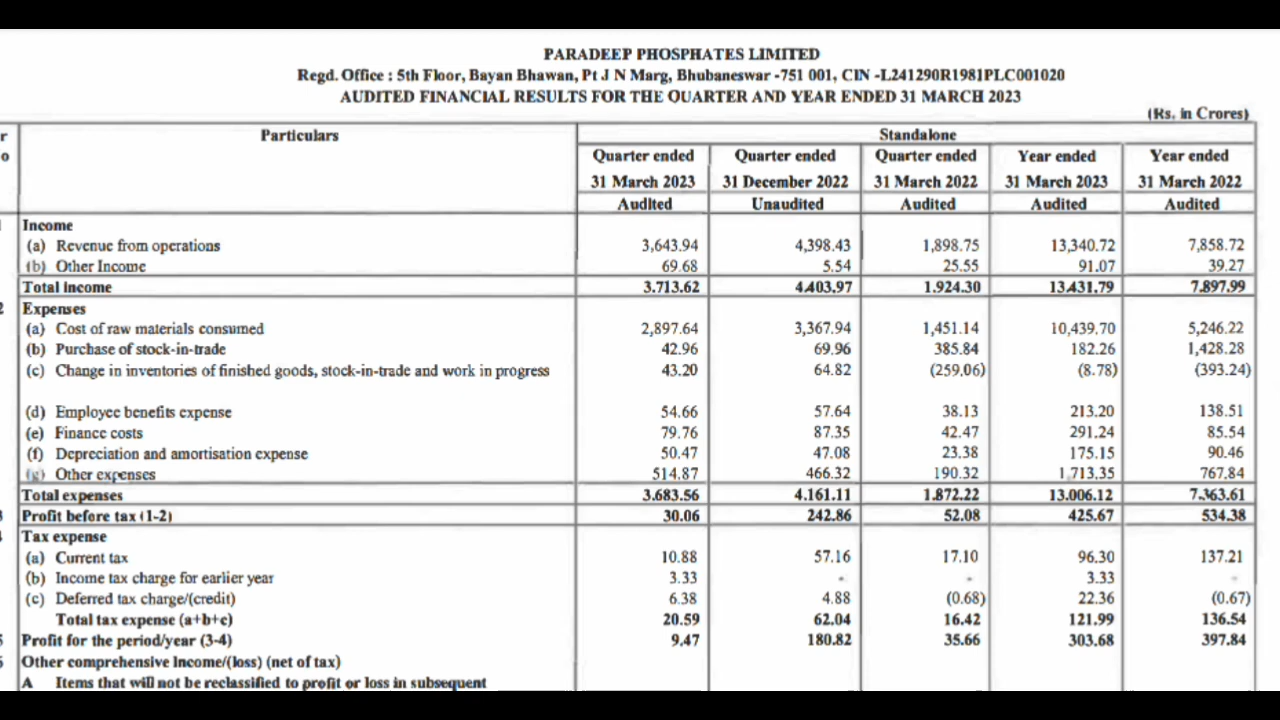 PARADEEP PHOSPHATES LIMITED
Regd. Office : 5th Floor, Bayan Bhawan, Pt J N Marg, Bhubaneswar -751 001, CIN -L241290R1981PLC001020
AUDITED FINANCIAL RESULTS FOR THE QUARTER AND YEAR ENDED 31 MARCH 2023
(Rs. in Crores)
r Particulars Standalone
o Quarter ended Quarter ended Quarter ended Year ended Year ended
31 March 2023 31 December 2022 31 March 2022 31 March 2023 31 March 2022
Audited Unaudited Audited Audited Audited
1 Income
(a) Revenue from operations 3,643.94 4,398.43 1,898.75 13,340.72 7,858.72
(b) Other Income 69.68 5.54 25.55 91.07 39.27
Total income 3.713.62 4.403.97 1.924.30 13.431.79 7.897.99
2 Expenses
(a) Cost of raw materials consumed 2,897.64 3,367.94 1,451.14 10,439.70 5,246.22
(b) Purchase of stock-in-trade 42.96 69.96 385.84 182.26 1,428.28
(c) Change in inventories of finished goods, stock-in-trade and work in progress 43.20 64.82 (259.06) (8.78) (393.24)
(d) Employee benefits expense 54.66 57.64 38.13 213.20 138.51
(e) Finance costs 79.76 87.35 42.47 291.24 85.54
(f) Depreciation and amortisation expense 50.47 47.08 23.38 175.15 90.46
(g) Other expenses 514.87 466.32 190.32 1,713.35 767.84
Total expenses 3.683.56 4.161.11 1.872.22 13.006.12 7.363.61
3 Profit before tax (1-2) 30.06 242.86 52.08 425.67 534.38
4 Tax expense
(a) Current tax 10.88 57.16 17.10 96.30 137.21
(b) Income tax charge for earlier year 3.33 - - 3.33 -
(c) Deferred tax charge/(credit) 6.38 4.88 (0.68) 22.36 (0.67)
Total tax expense (a+b+c) 20.59 62.04 16.42 121.99 136.54
5 Profit for the period/year (3-4) 9.47 180.82 35.66 303.68 397.84
6 Other comprehensive Income/(loss) (net of tax)
A Items that will not be reclassified to profit or loss in subsequent